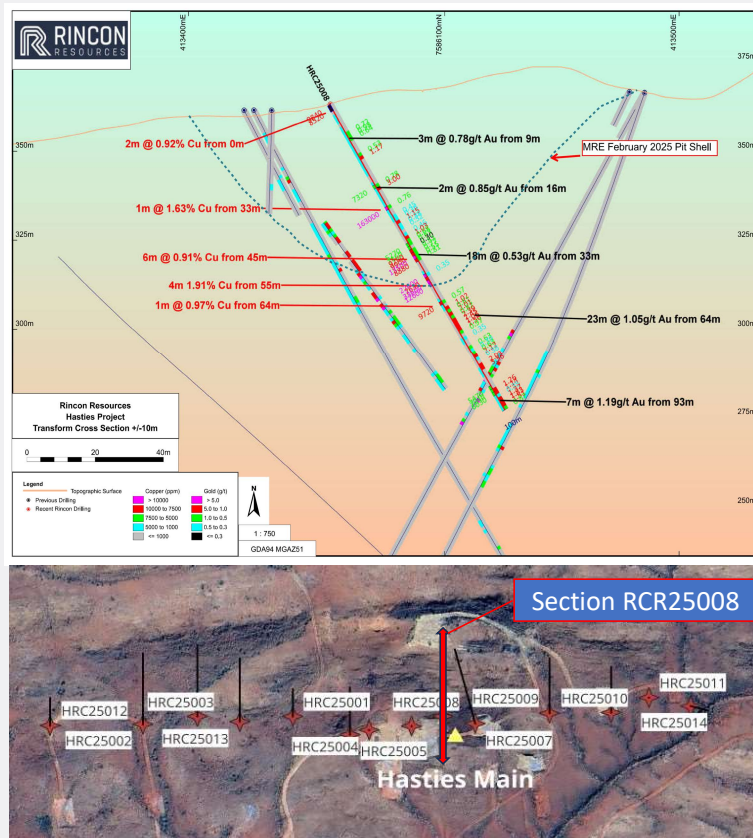 RINCON
RESOURCES
413400mE
7586100mN
413500mE
HRC25008
350m
325m
300m
350m
325m
300m
275m
250m
2m @ 0.92% Cu from 0m
1m @ 1.63% Cu from 33m
6m @ 0.91% Cu from 45m
4m 1.91% Cu from 55m
1m @ 0.97% Cu from 64m
3m @ 0.78g/t Au from 9m
2m @ 0.85g/t Au from 16m
18m @ 0.53g/t Au from 33m
23m @ 1.05g/t Au from 64m
7m @ 1.19g/t Au from 93m
MRE February 2025 Pit Shell
7120
163000
9720
100m
Rincon Resources
Hasties Project
Transform Cross Section +/-10m
0 20 40m
Legend
Topographic Surface
Previous Drilling
Recent Rincon Drilling
Copper (ppm)
> 10000
10000 to 7500
7500 to 5000
5000 to 1000
<= 1000
Gold (g/t)
> 5.0
5.0 to 1.0
1.0 to 0.5
0.5 to 0.3
<= 0.3
N
1 : 750
GDA94 MGAZ51
Section RCR25008
HRC25012
HRC25002
HRC25003
HRC25013
HRC25001
HRC25004
HRC25005
HRC25009
HRC25007
HRC25010
HRC25011
HRC25014
Hasties Main